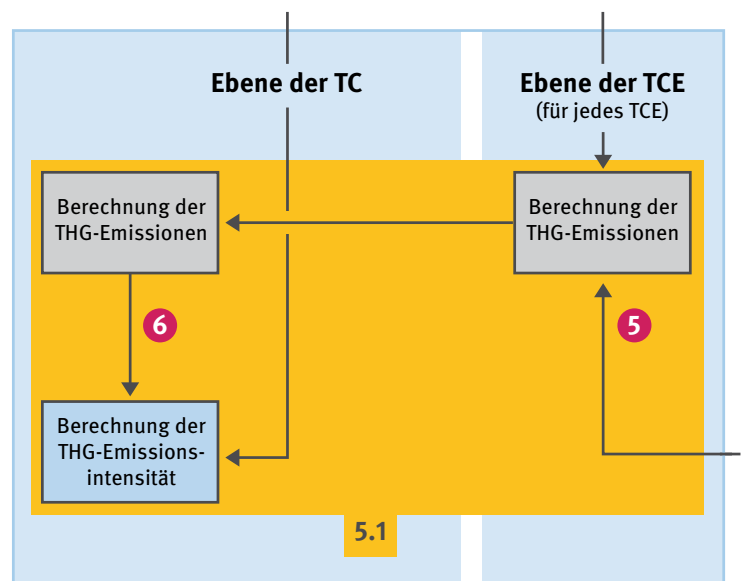 Ebene der TC
Ebene der TCE
(für jedes TCE)
Berechnung der
THG-Emissionen
Berechnung der
THG-Emissionen
6
5
Berechnung der
THG-Emissions-
intensität
5.1